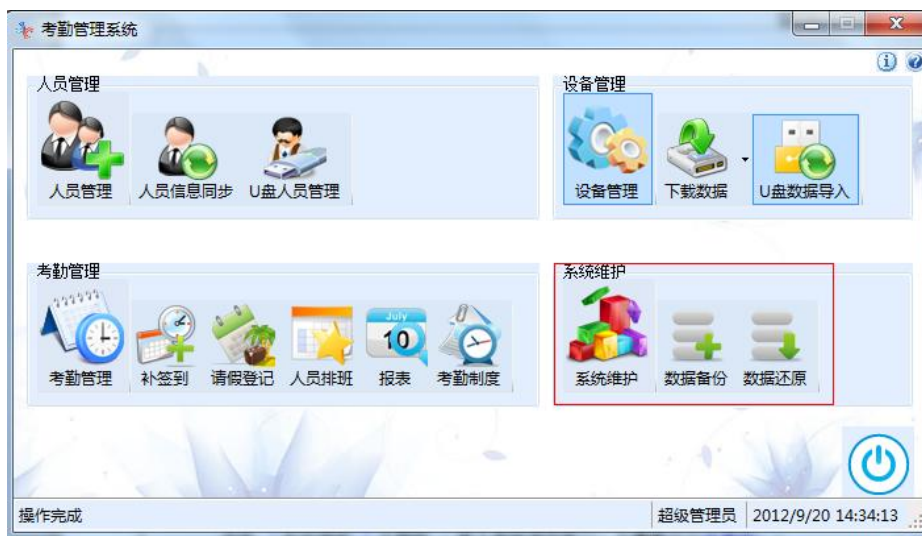 考勤管理系统
人员管理
设备管理
人员管理 人员信息同步 U盘人员管理
设备管理 下载数据 U盘数据导入
考勤管理
系统维护
July
10
考勤管理 补签到 请假登记 人员排班 报表 考勤制度
系统维护 数据备份 数据还原
操作完成 超级管理员 2012/9/20 14:34:13